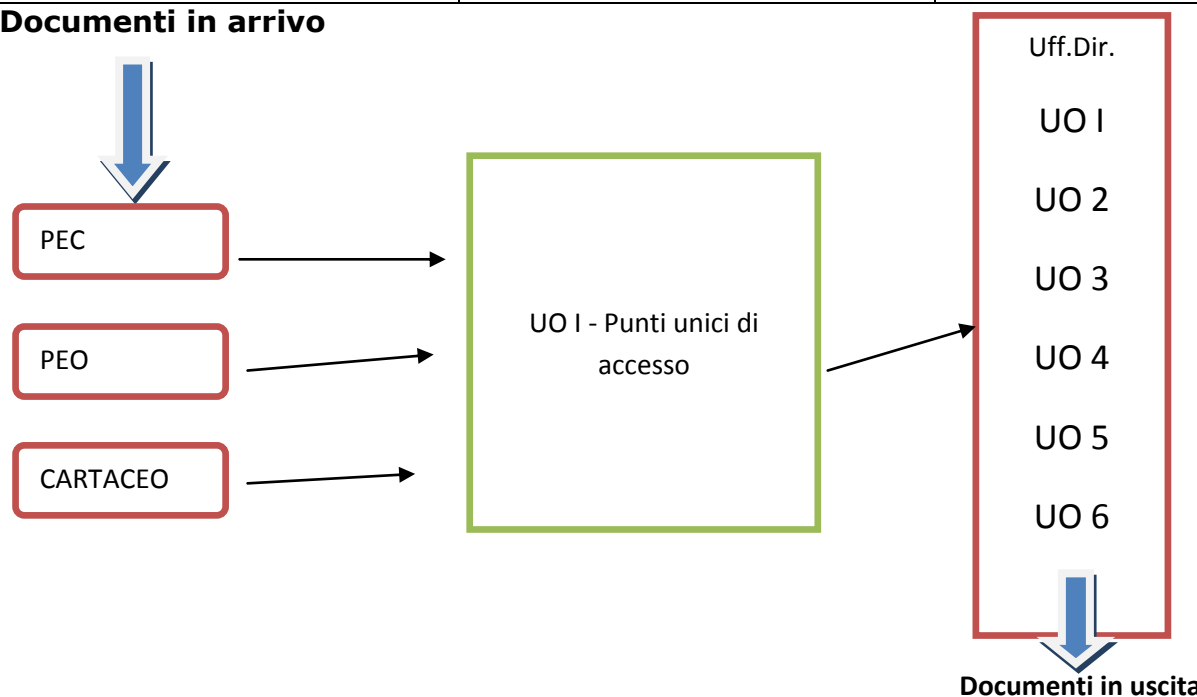 Documenti in arrivo
PEC
PEO
CARTACEO
UO I - Punti unici di
accesso
Uff.Dir.
UO I
UO 2
UO 3
UO 4
UO 5
UO 6
Documenti in uscita